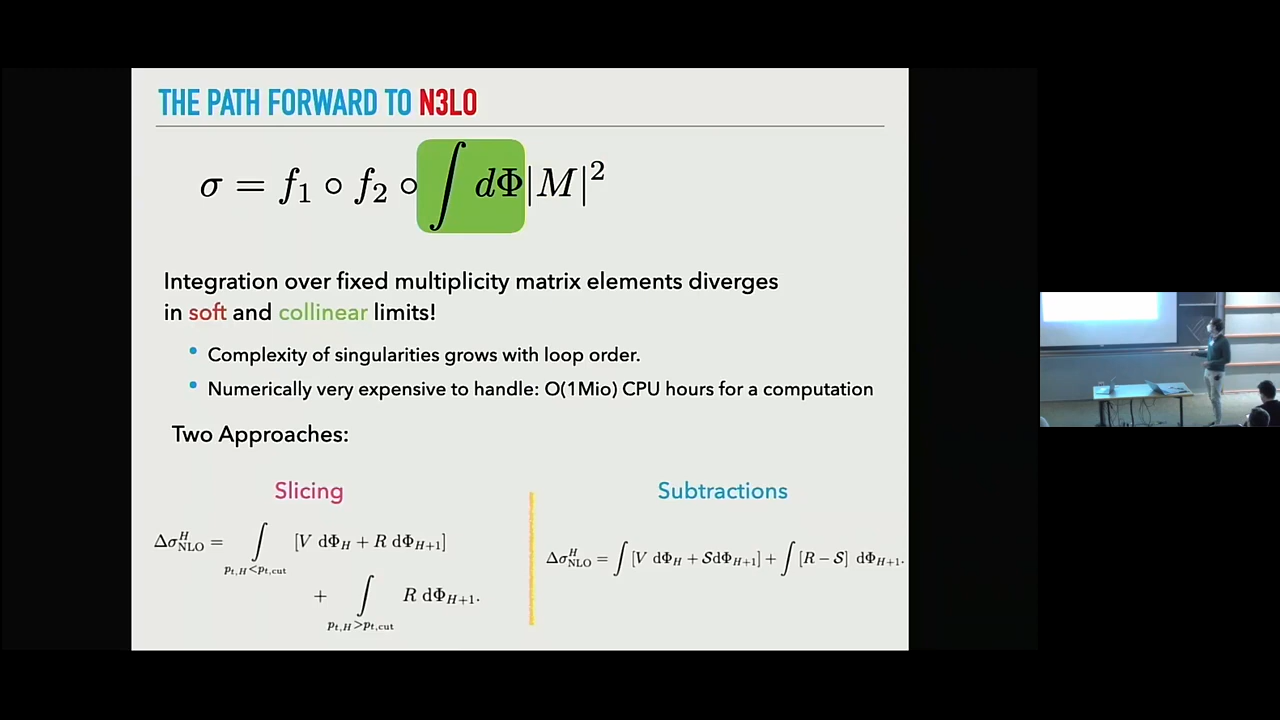 THE PATH FORWARD TO N3LO
σ = f₁ ∘ f₂ ∘ ∫ dΦ|M|²
Integration over fixed multiplicity matrix elements diverges
in soft and collinear limits!
• Complexity of singularities grows with loop order.
• Numerically very expensive to handle: O(1Mio) CPU hours for a computation
Two Approaches:
Slicing
Δσ^H_NLO = ∫_{p_{t,H}<p_{t,cut}} [V dΦ_H + R dΦ_{H+1}]
+ ∫_{p_{t,H}>p_{t,cut}} R dΦ_{H+1}.
Subtractions
Δσ^H_NLO = ∫ [V dΦ_H + 𝒮dΦ_{H+1}] + ∫ [R − 𝒮] dΦ_{H+1}.